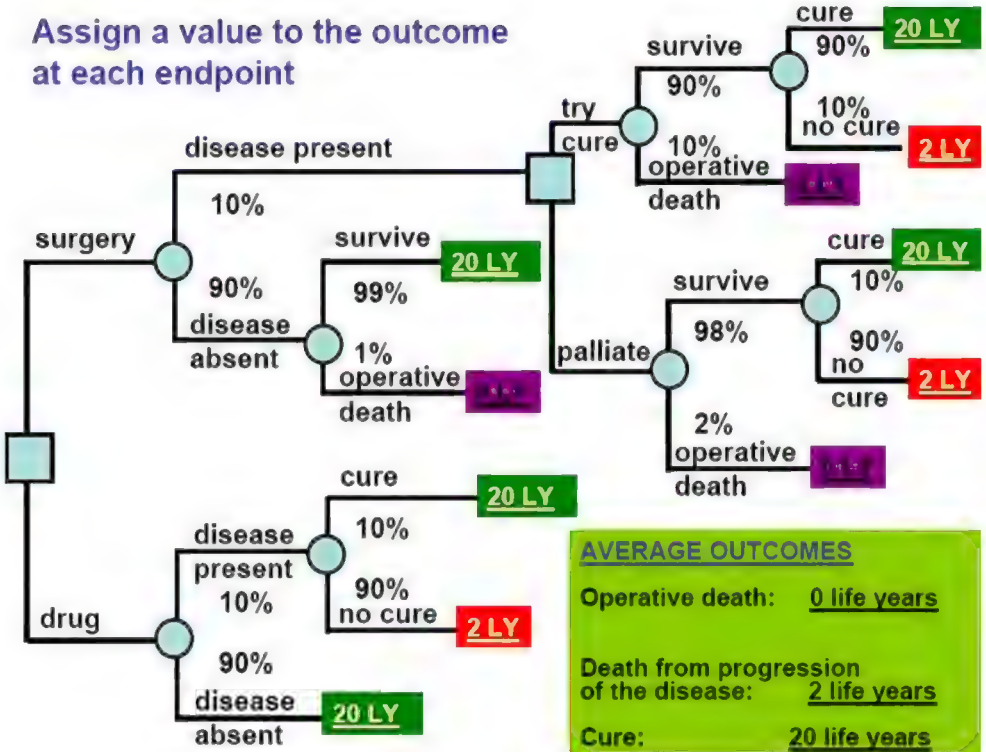 Assign a value to the outcome
at each endpoint
cure
20 LY
survive
90%
90%
try
cure
10%
no cure
2 LY
10%
operative
death
disease present
10%
surgery
survive
20 LY
90%
99%
disease
absent
1%
operative
death
cure
20 LY
survive
10%
palliate
98%
90%
no
cure
2 LY
2%
operative
death
cure
20 LY
disease
present
10%
10%
90%
no cure
2 LY
drug
90%
disease
absent
20 LY
AVERAGE OUTCOMES
Operative death: 0 life years
Death from progression
of the disease: 2 life years
Cure: 20 life years